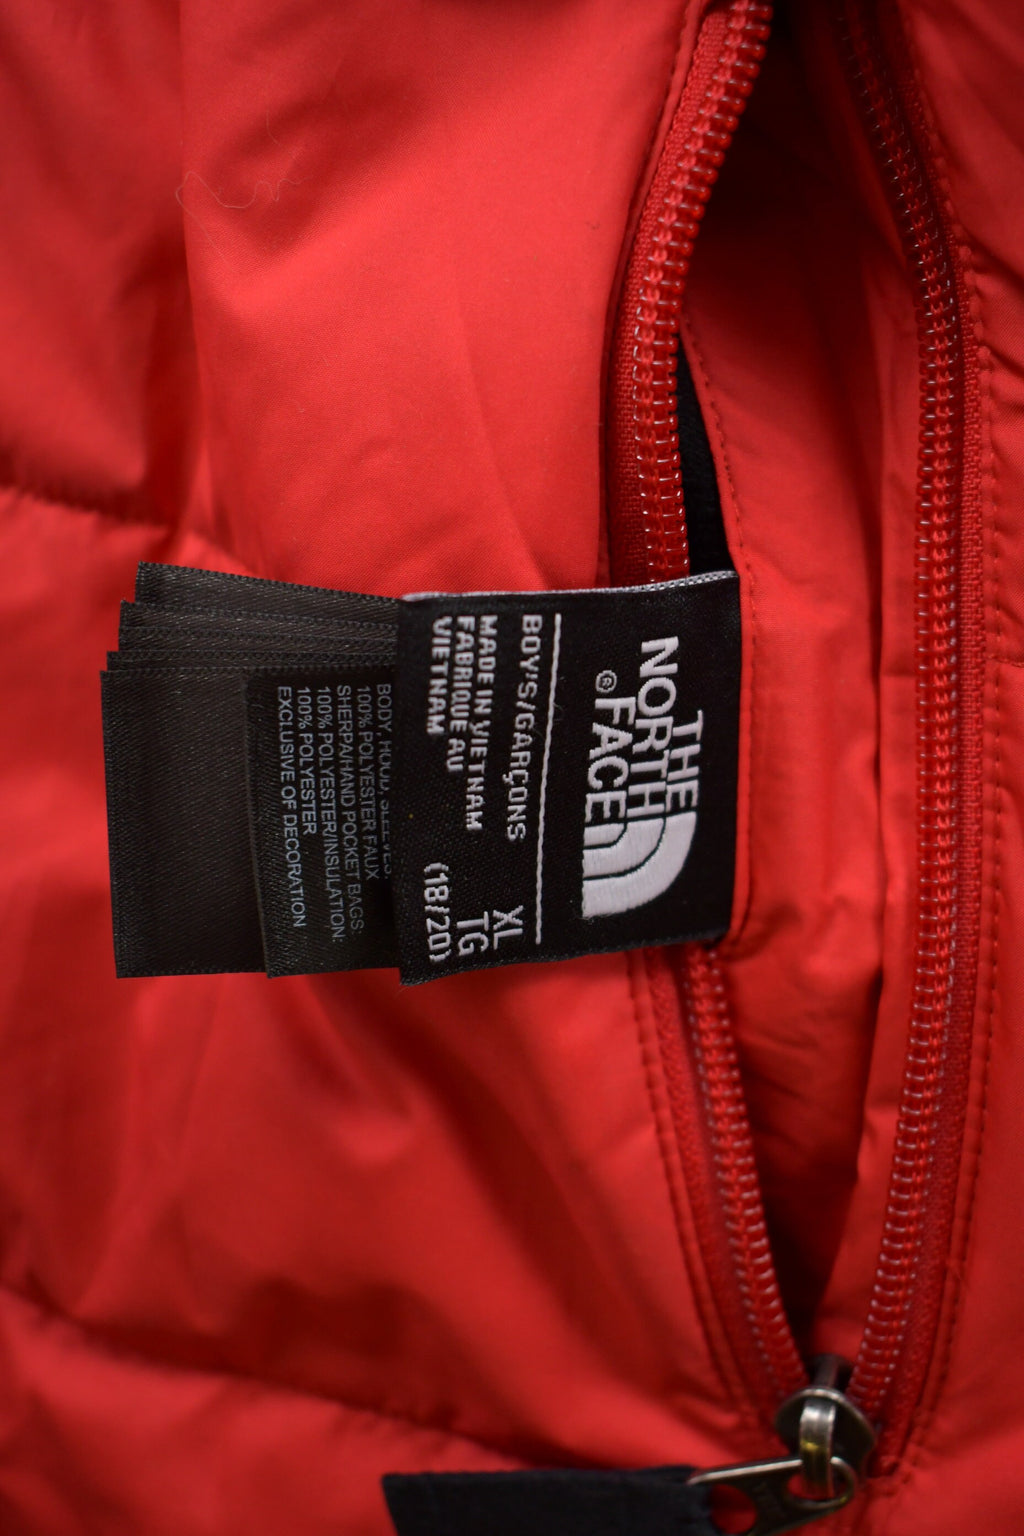 THE
NORTH
FACE®
BOY'S/GARÇONS
MADE IN VIETNAM
FABRIQUE AU
VIETNAM
XL
TG
(18/20)
BODY, HOOD, SLEEVES:
100% POLYESTER FAUX
SHERPA/HAND POCKET BAGS:
100% POLYESTER/INSULATION:
100% POLYESTER
EXCLUSIVE OF DECORATION